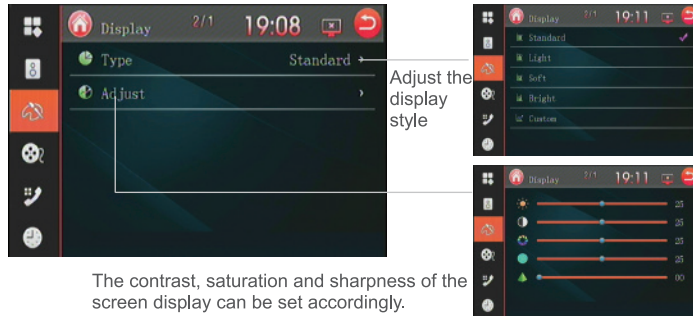 Display 2/1 19:08
Type Standard
Adjust
Adjust the
display
style
Display 2/1 19:11
Standard
Light
Soft
Bright
Custom
Display 2/1 19:11
25
25
25
25
00
The contrast, saturation and sharpness of the
screen display can be set accordingly.